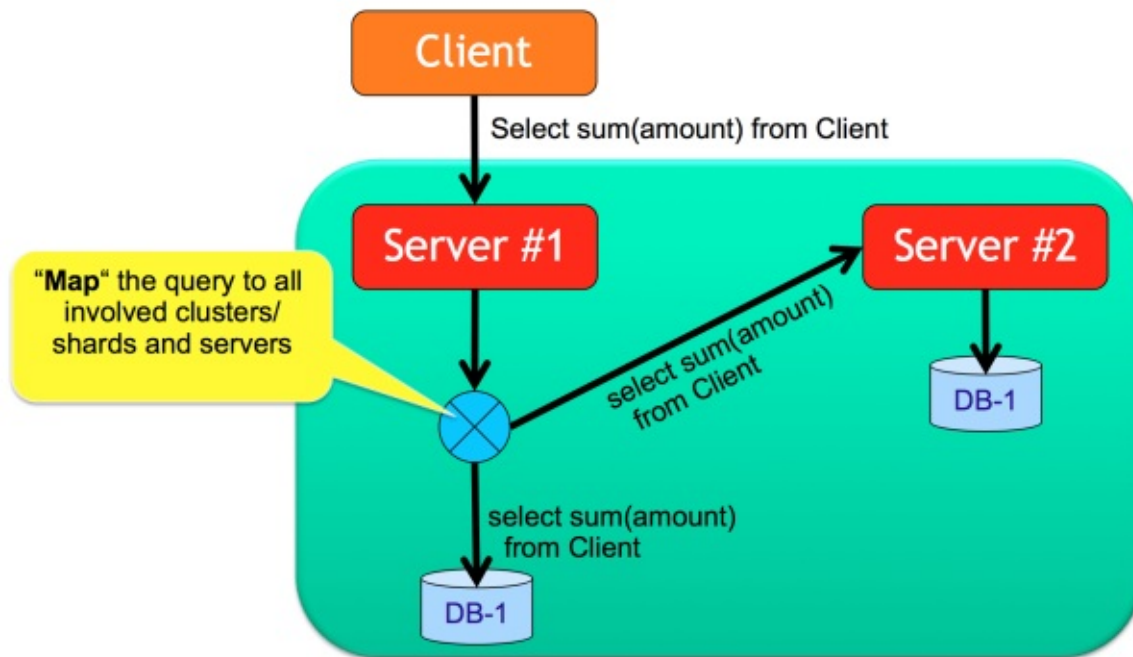 Client
Select sum(amount) from Client
Server #1
Server #2
“Map“ the query to all
involved clusters/
shards and servers
select sum(amount)
from Client
DB-1
select sum(amount)
from Client
DB-1